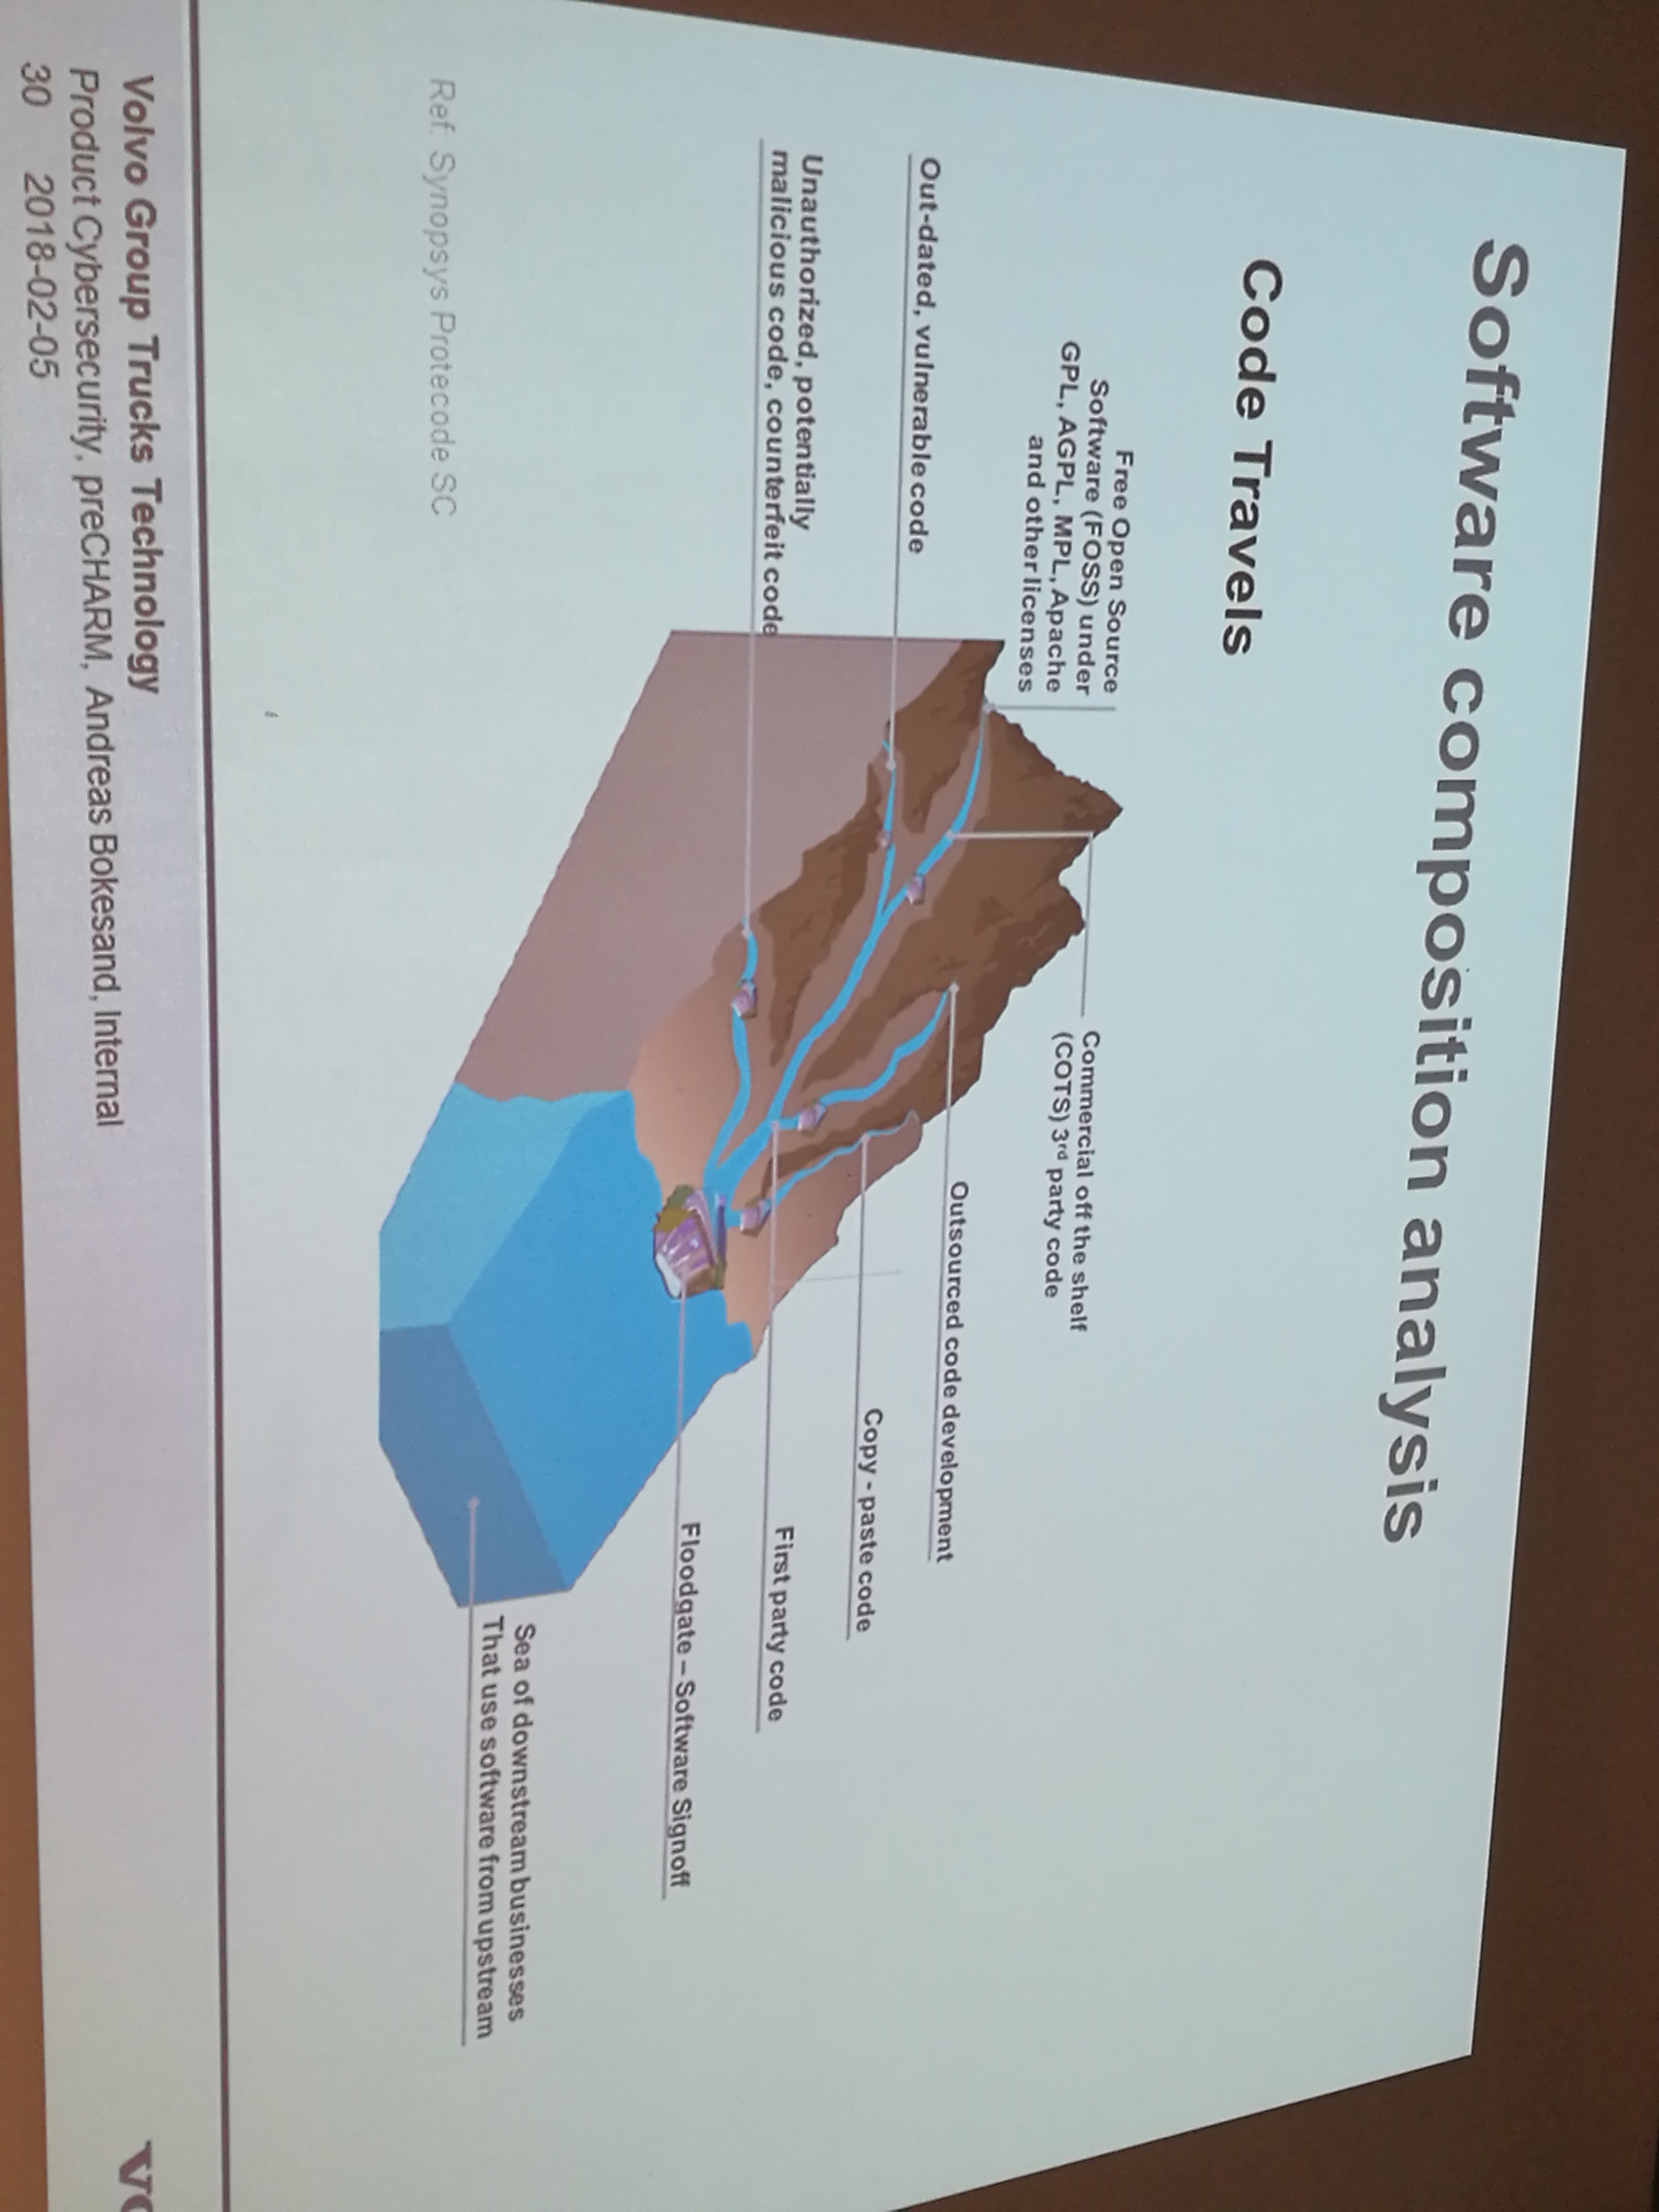 Software composition analysis
Code Travels
Free Open Source
Software (FOSS) under
GPL, AGPL, MPL, Apache
and other licenses
Commercial off the shelf
(COTS) 3rd party code
Out-dated, vulnerable code
Outsourced code development
Unauthorized, potentially
malicious code, counterfeit code
Copy - paste code
First party code
Floodgate – Software Signoff
Sea of downstream businesses
That use software from upstream
Ref: Synopsys Protecode SC
Volvo Group Trucks Technology
Product Cybersecurity, preCHARM, Andreas Bokesand, Internal
30 2018-02-05